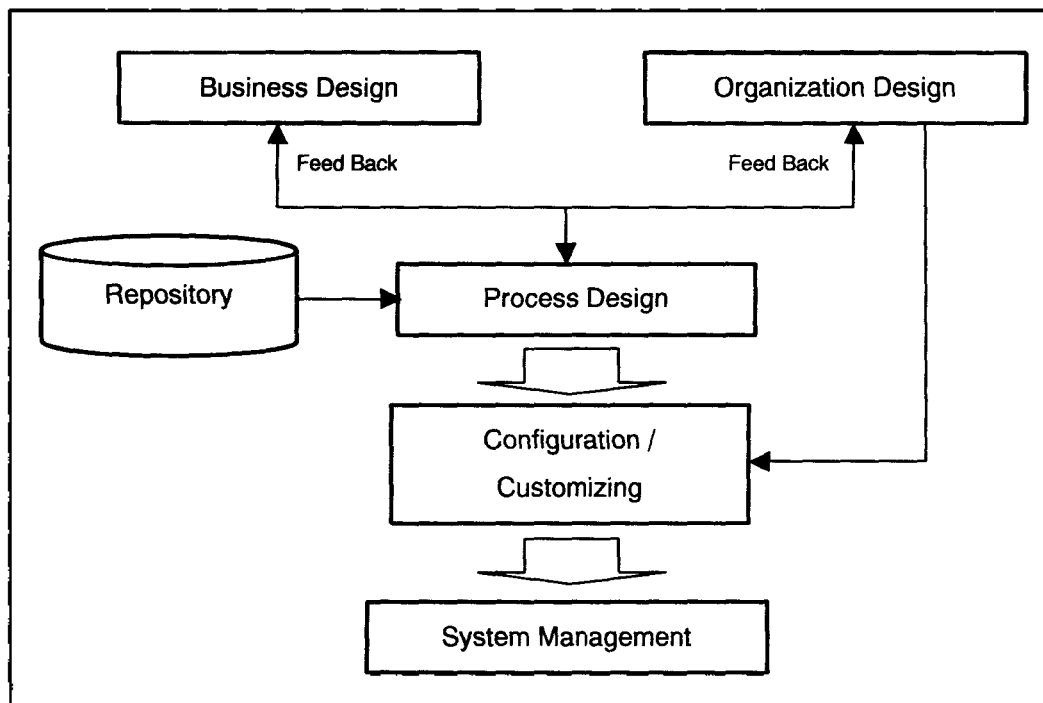 Business Design
Organization Design
Feed Back
Feed Back
Repository
Process Design
Configuration /
Customizing
System Management